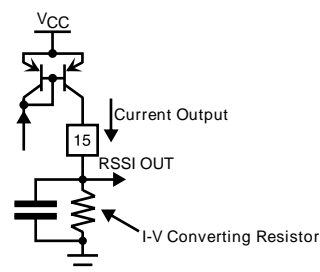 VCC
Current Output
15
RSSI OUT
I-V Converting Resistor